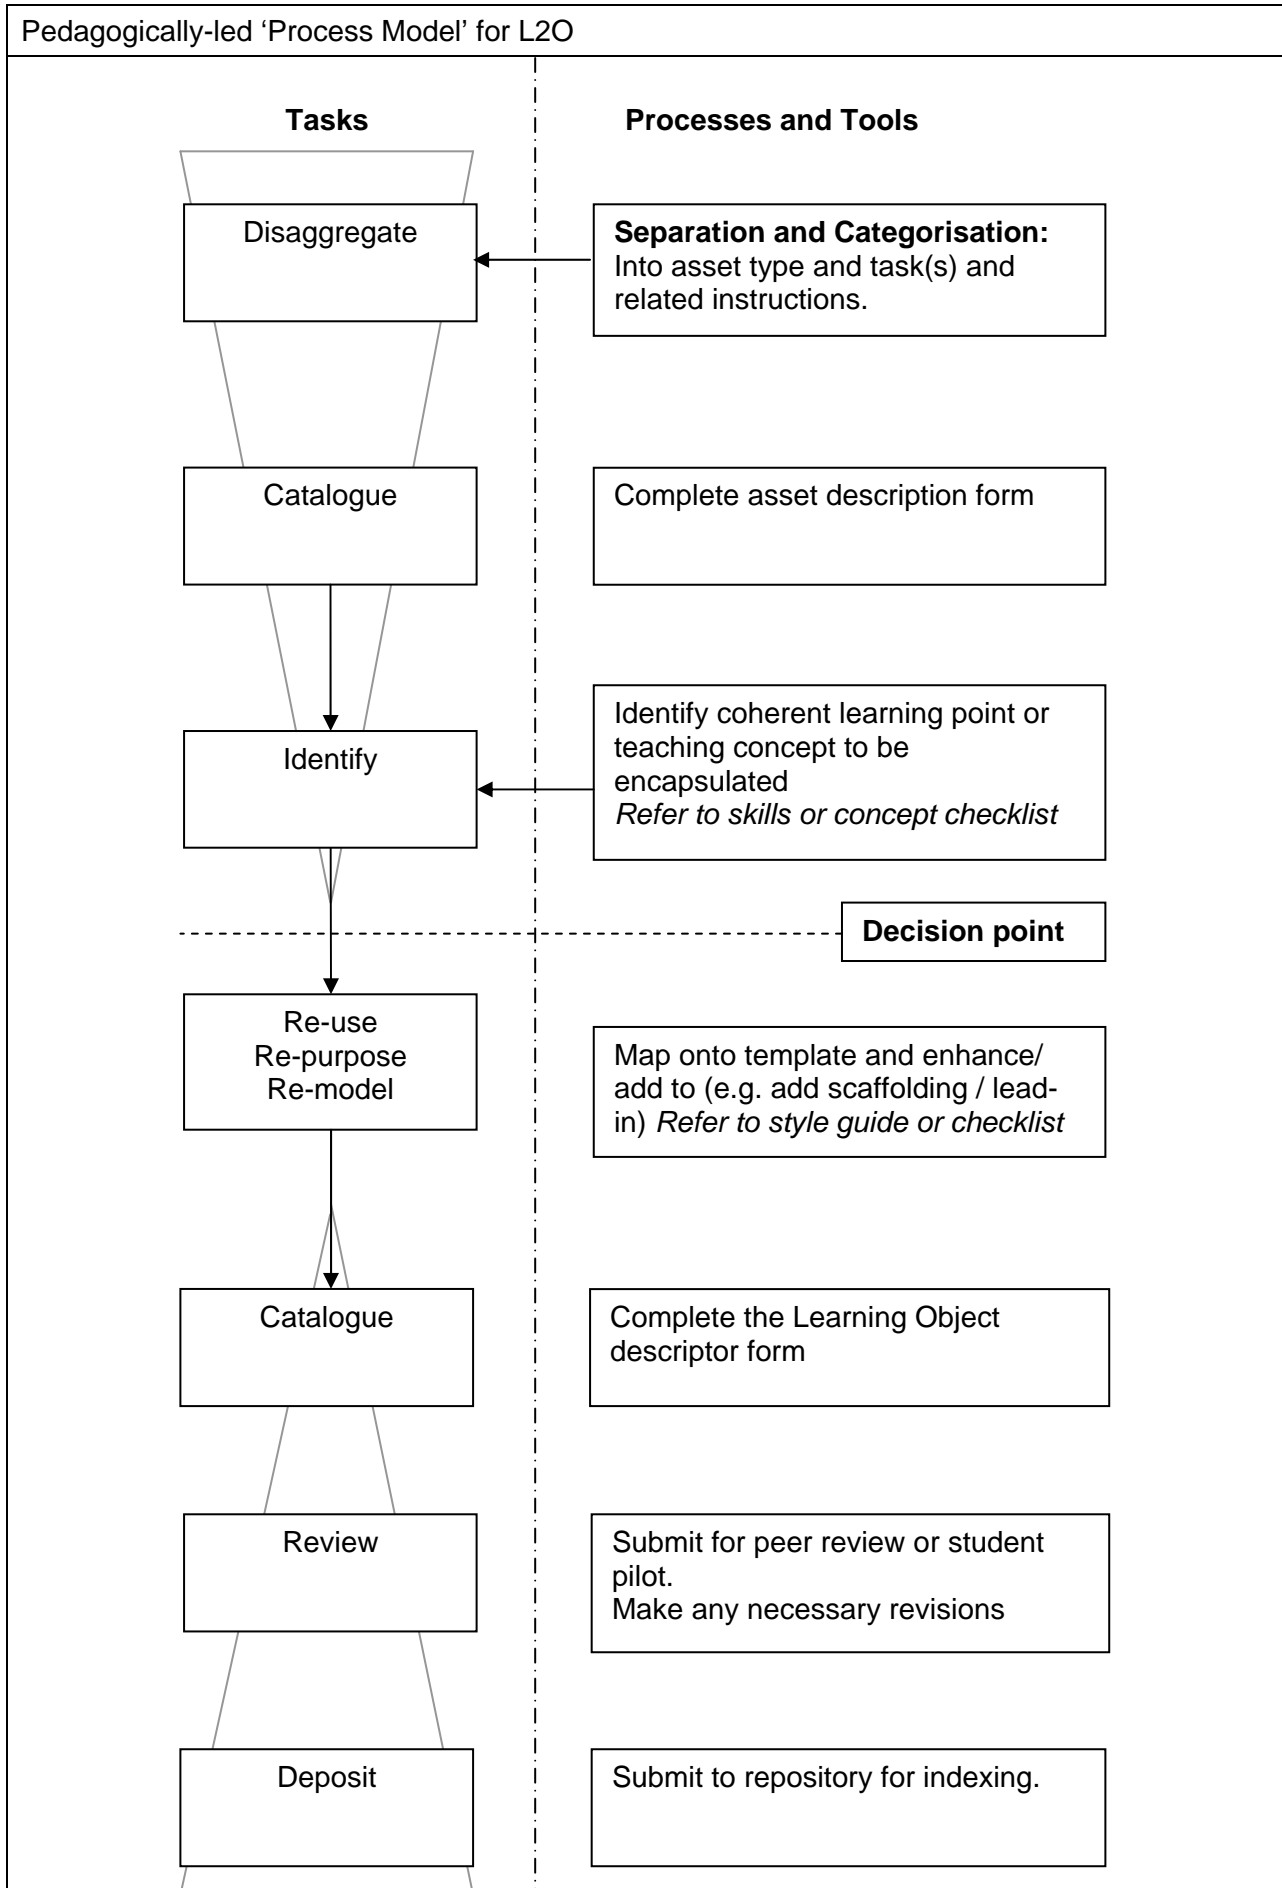 Pedagogically-led ‘Process Model’ for L2O
Tasks
Processes and Tools
Disaggregate
Separation and Categorisation:
Into asset type and task(s) and
related instructions.
Catalogue
Complete asset description form
Identify
Identify coherent learning point or
teaching concept to be
encapsulated
Refer to skills or concept checklist
Decision point
Re-use
Re-purpose
Re-model
Map onto template and enhance/
add to (e.g. add scaffolding / lead-
in) Refer to style guide or checklist
Catalogue
Complete the Learning Object
descriptor form
Review
Submit for peer review or student
pilot.
Make any necessary revisions
Deposit
Submit to repository for indexing.